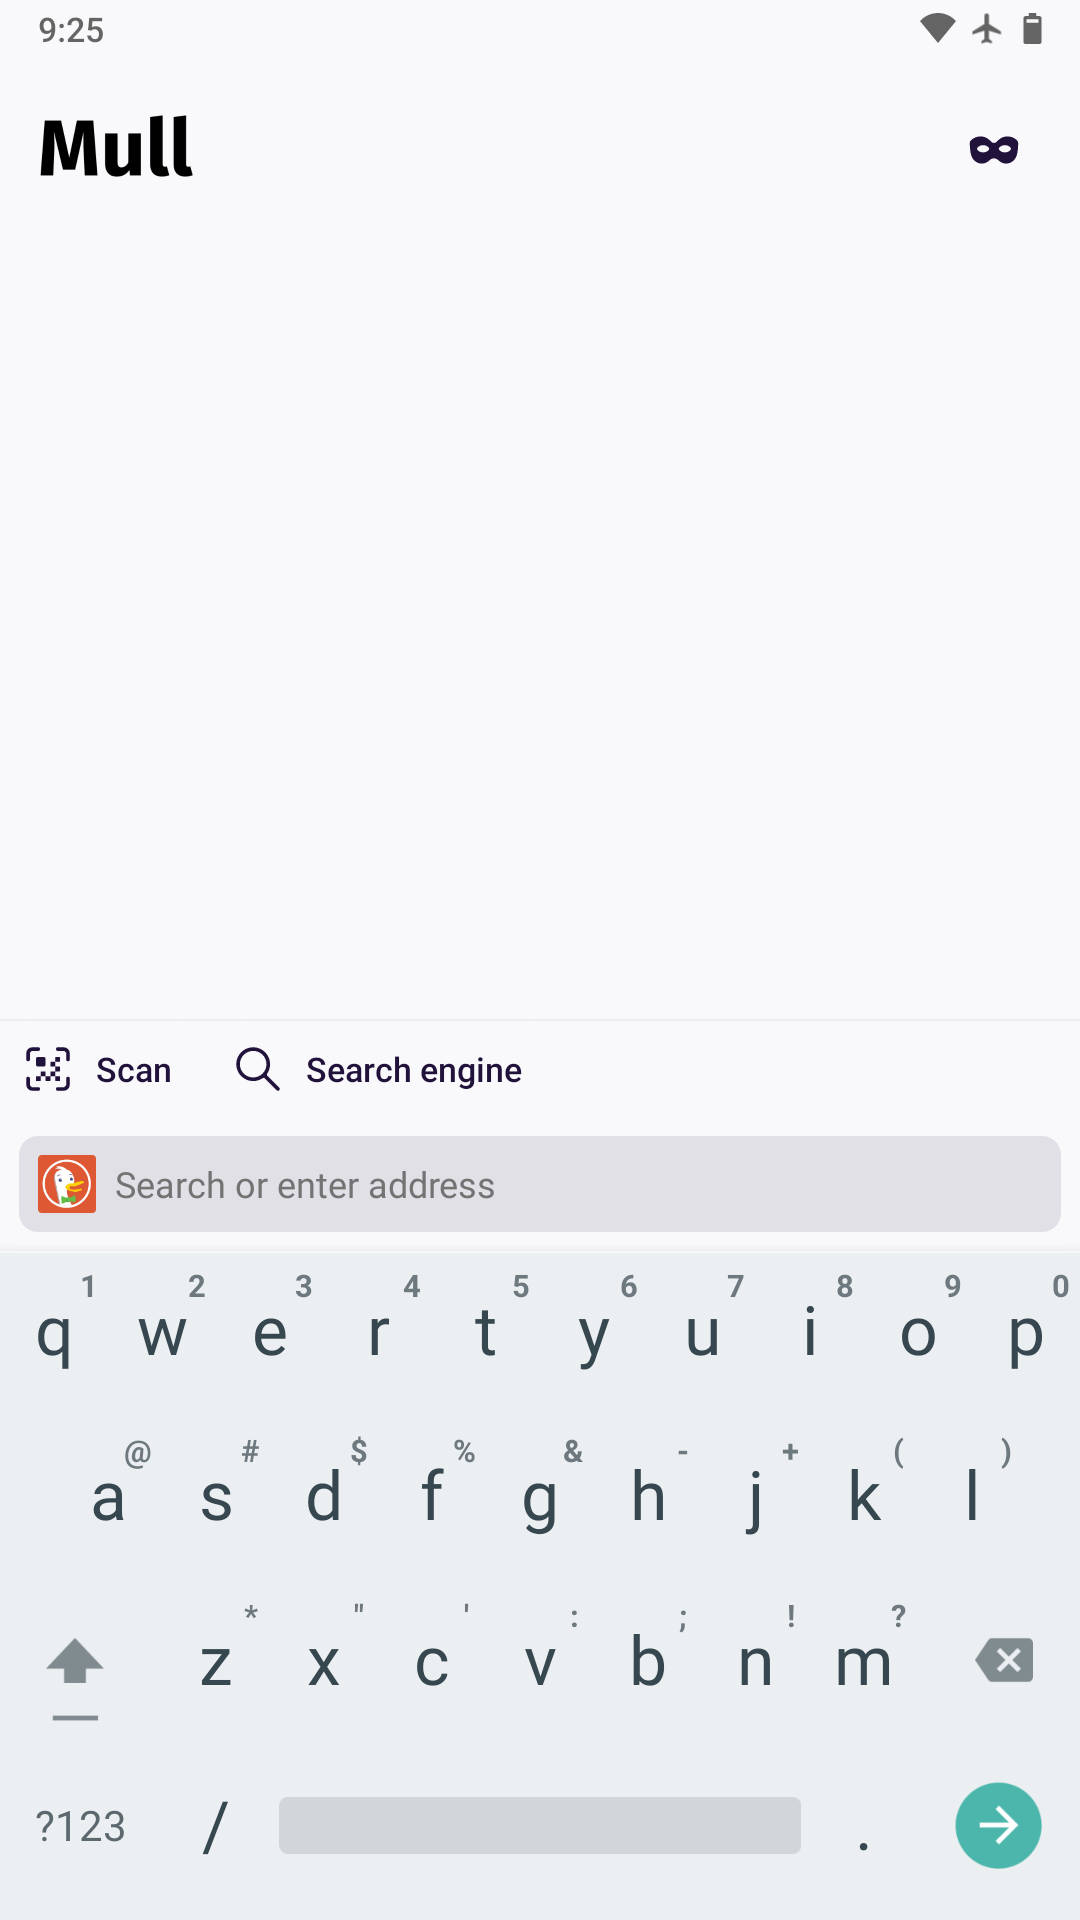 9:25
Mull
Scan
Search engine
Search or enter address
1 2 3 4 5 6 7 8 9 0
q w e r t y u i o p
@ # $ % & - + ( )
a s d f g h j k l
* " ' : ; ! ?
z x c v b n m
?123 / .